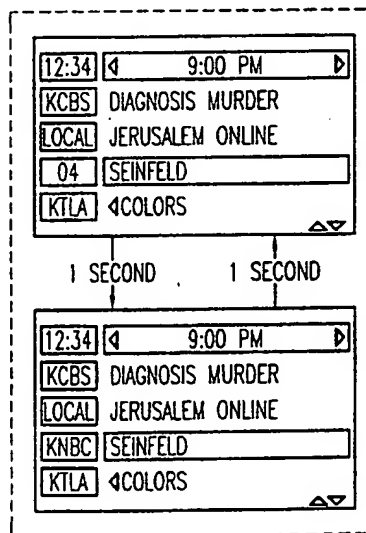 12:34 9:00 PM
KCBS DIAGNOSIS MURDER
LOCAL JERUSALEM ONLINE
04 SEINFELD
KTLA COLORS
1 SECOND 1 SECOND
12:34 9:00 PM
KCBS DIAGNOSIS MURDER
LOCAL JERUSALEM ONLINE
KNBC SEINFELD
KTLA COLORS